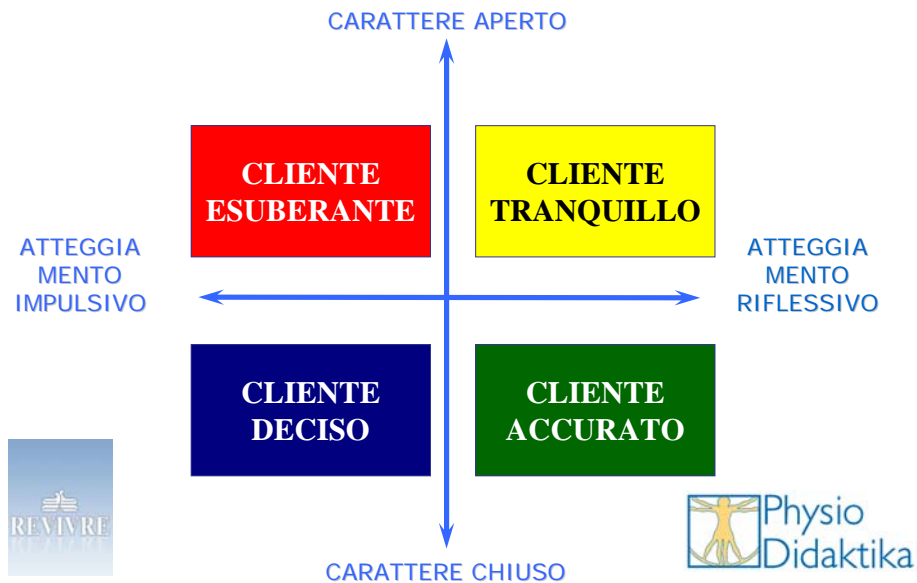 CARATTERE APERTO
CLIENTE
ESUBERANTE
CLIENTE
TRANQUILLO
ATTEGGIA
MENTO
IMPULSIVO
ATTEGGIA
MENTO
RIFLESSIVO
CLIENTE
DECISO
CLIENTE
ACCURATO
REVIVRE
Physio
Didaktika
CARATTERE CHIUSO